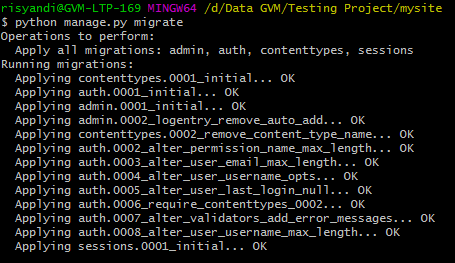 risyandi@GVM-LTP-169 MINGW64 /d/Data GVM/Testing Project/mysite
$ python manage.py migrate
Operations to perform:
  Apply all migrations: admin, auth, contenttypes, sessions
Running migrations:
  Applying contenttypes.0001_initial... OK
  Applying auth.0001_initial... OK
  Applying admin.0001_initial... OK
  Applying admin.0002_logentry_remove_auto_add... OK
  Applying contenttypes.0002_remove_content_type_name... OK
  Applying auth.0002_alter_permission_name_max_length... OK
  Applying auth.0003_alter_user_email_max_length... OK
  Applying auth.0004_alter_user_username_opts... OK
  Applying auth.0005_alter_user_last_login_null... OK
  Applying auth.0006_require_contenttypes_0002... OK
  Applying auth.0007_alter_validators_add_error_messages... OK
  Applying auth.0008_alter_user_username_max_length... OK
  Applying sessions.0001_initial... OK